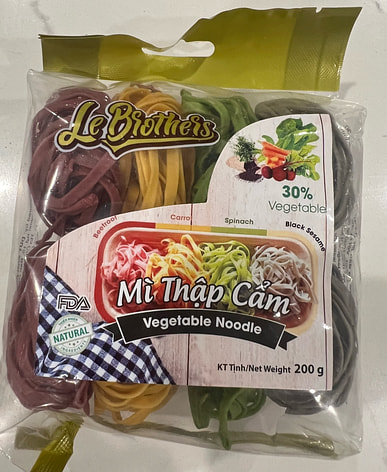 Le Brothers
30%
Vegetable
Beetroot
Carro
Spinach
Black Sesame
Mì Thập Cẩm
Vegetable Noodle
FDA
NATURAL
KT Tịnh/Net Weight 200 g